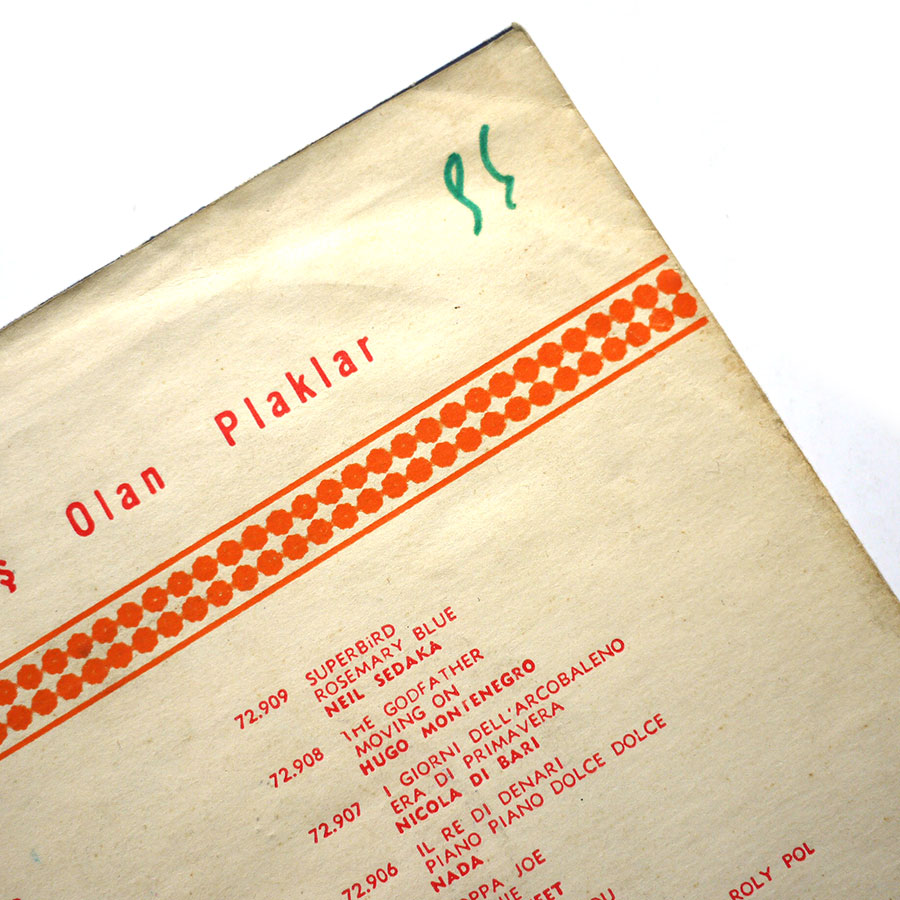 Olan Plaklar
72.909 SUPERBiRD
ROSEMARY BLUE
NEIL SEDAKA
72.908 THE GODFATHER
MOVING ON
HUGO MONTENEGRO
72.907 I GIORNI DELL'ARCOBALENO
ERA DI PRIMAVERA
NICOLA DI BARI
72.906 IL RE DI DENARI
PIANO PIANO DOLCE DOLCE
NADA
JOE
ROLY POL